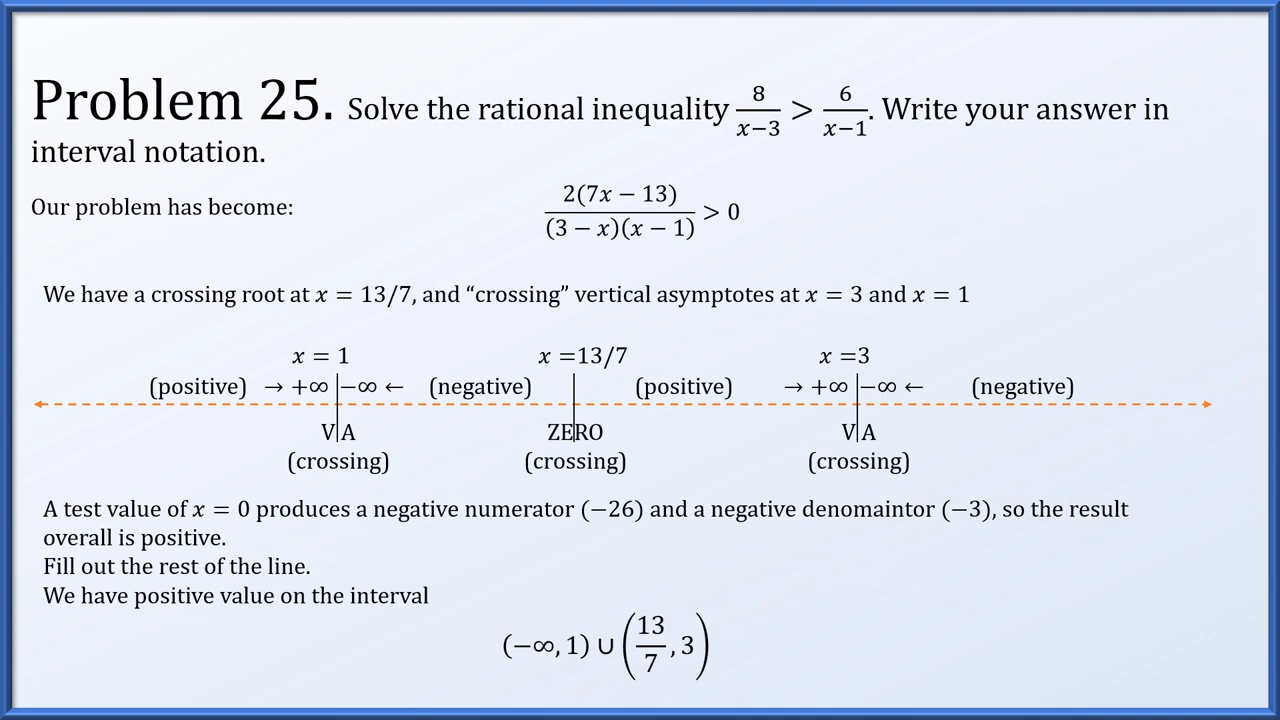 Problem 25. Solve the rational inequality 8/(x−3) > 6/(x−1). Write your answer in
interval notation.
Our problem has become: 2(7x − 13)/((3 − x)(x − 1)) > 0
We have a crossing root at x = 13/7, and “crossing” vertical asymptotes at x = 3 and x = 1
x = 1 x =13/7 x =3
(positive) → +∞ −∞ ← (negative) (positive) → +∞ −∞ ← (negative)
VA ZERO VA
(crossing) (crossing) (crossing)
A test value of x = 0 produces a negative numerator (−26) and a negative denomaintor (−3), so the result
overall is positive.
Fill out the rest of the line.
We have positive value on the interval
(−∞, 1) ∪ (13/7, 3)